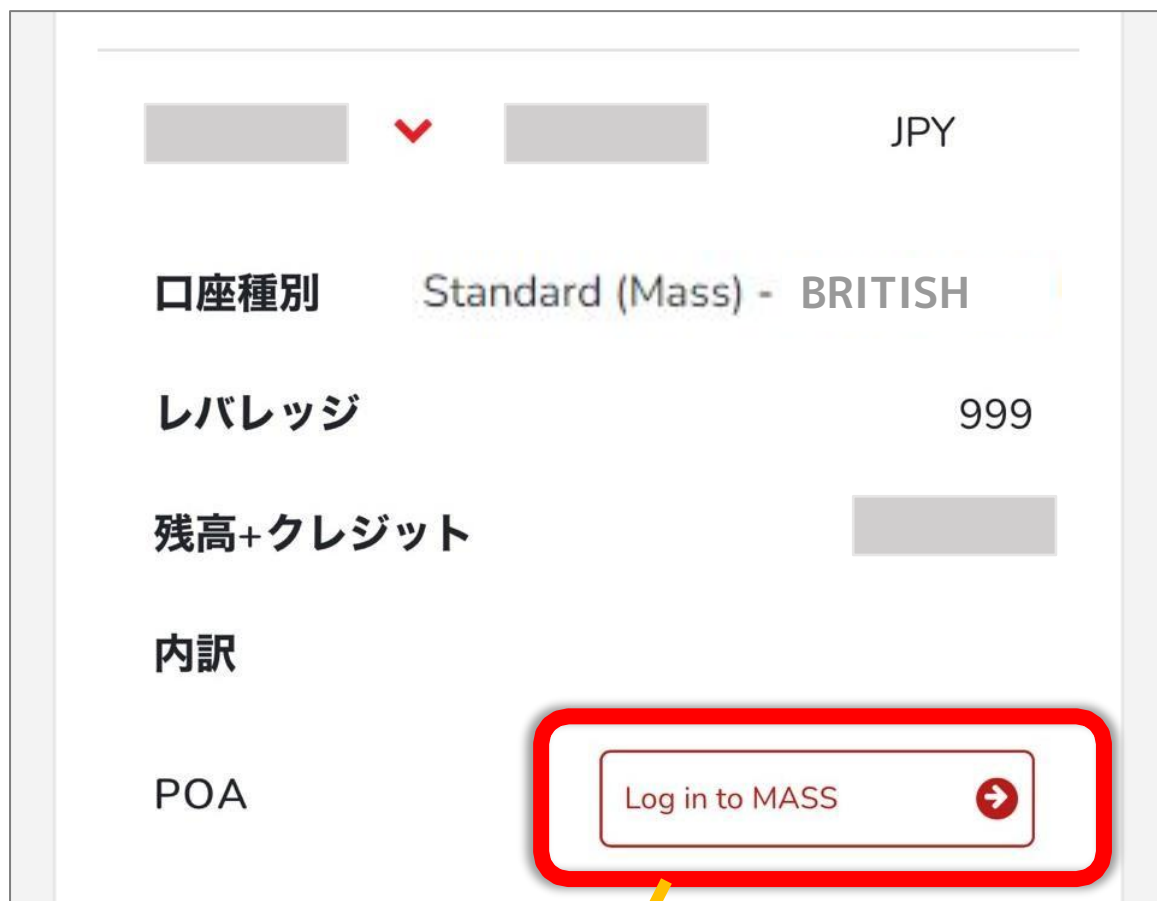 JPY
口座種別 Standard (Mass) - BRITISH
レバレッジ 999
残高+クレジット
内訳
POA Log in to MASS